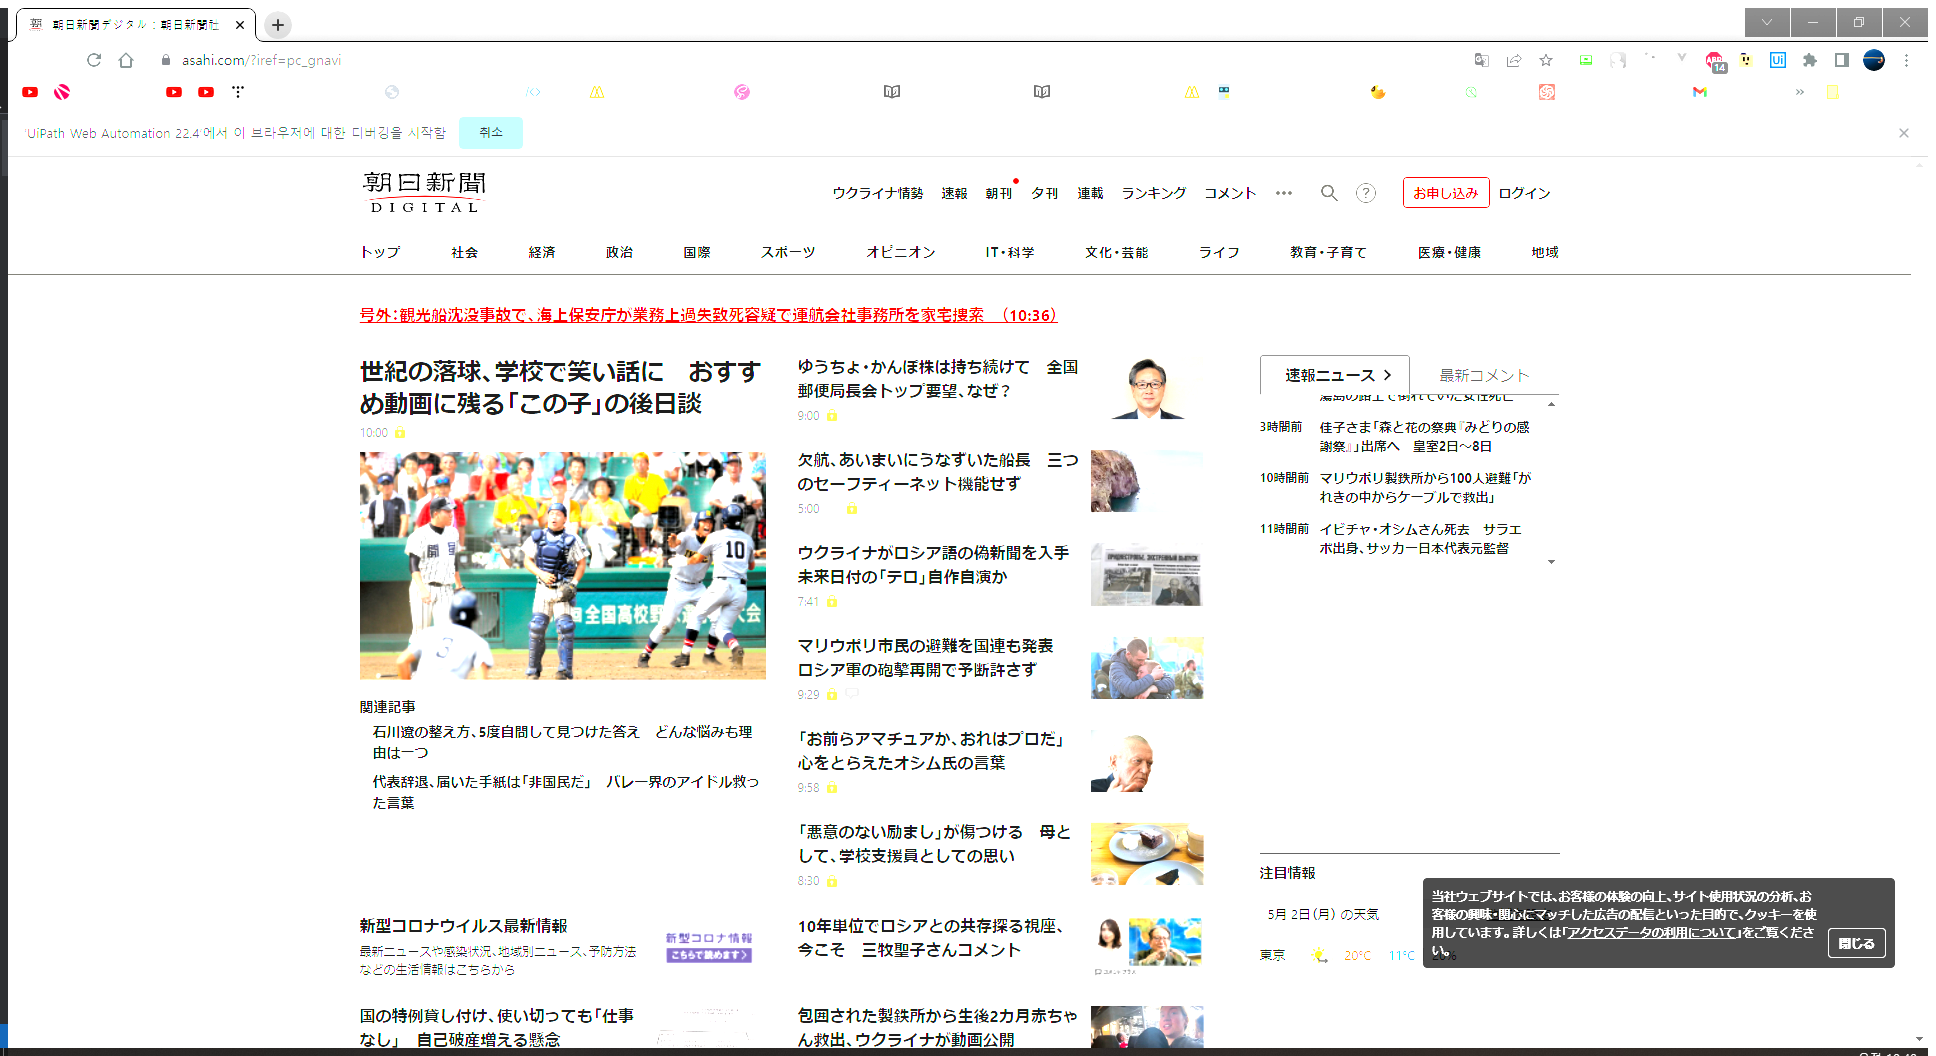 朝日新聞デジタル：朝日新聞社
asahi.com/?iref=pc_gnavi
14
Ui
'UiPath Web Automation 22.4'에서 이 브라우저에 대한 디버깅을 시작함
취소
朝日新聞
DIGITAL
ウクライナ情勢 速報 朝刊 夕刊 連載 ランキング コメント
お申し込み ログイン
トップ 社会 経済 政治 国際 スポーツ オピニオン IT・科学 文化・芸能 ライフ 教育・子育て 医療・健康 地域
号外：観光船沈没事故で、海上保安庁が業務上過失致死容疑で運航会社事務所を家宅捜索　（10:36）
世紀の落球、学校で笑い話に　おすす
め動画に残る「この子」の後日談
10:00
10
全国高校野
大会
関連記事
石川遼の整え方、5度自問して見つけた答え　どんな悩みも理
由は一つ
代表辞退、届いた手紙は「非国民だ」　バレー界のアイドル救っ
た言葉
新型コロナウイルス最新情報
最新ニュースや感染状況、地域別ニュース、予防方法
などの生活情報はこちらから
新型コロナ情報
こちらで読めます
国の特例貸し付け、使い切っても「仕事
なし」　自己破産増える懸念
ゆうちょ・かんぽ株は持ち続けて　全国
郵便局長会トップ要望、なぜ？
9:00
欠航、あいまいにうなずいた船長　三つ
のセーフティーネット機能せず
5:00
ウクライナがロシア語の偽新聞を入手
未来日付の「テロ」自作自演か
7:41
マリウポリ市民の避難を国連も発表
ロシア軍の砲撃再開で予断許さず
9:29
「お前らアマチュアか、おれはプロだ」
心をとらえたオシム氏の言葉
9:58
「悪意のない励まし」が傷つける　母と
して、学校支援員としての思い
8:30
10年単位でロシアとの共存探る視座、
今こそ　三牧聖子さんコメント
包囲された製鉄所から生後2カ月赤ちゃ
ん救出、ウクライナが動画公開
速報ニュース
最新コメント
湯島の路上で倒れていた女性死亡
3時間前
佳子さま「森と花の祭典『みどりの感
謝祭』」出席へ　皇室2日～8日
10時間前
マリウポリ製鉄所から100人避難「が
れきの中からケーブルで救出」
11時間前
イビチャ・オシムさん死去　サラエ
ボ出身、サッカー日本代表元監督
注目情報
5月 2日（月） の天気
東京 20℃ 11℃
当社ウェブサイトでは、お客様の体験の向上、サイト使用状況の分析、お
客様の興味・関心にマッチした広告の配信といった目的で、クッキーを使
用しています。詳しくは「アクセスデータの利用について」をご覧くださ
い。
閉じる